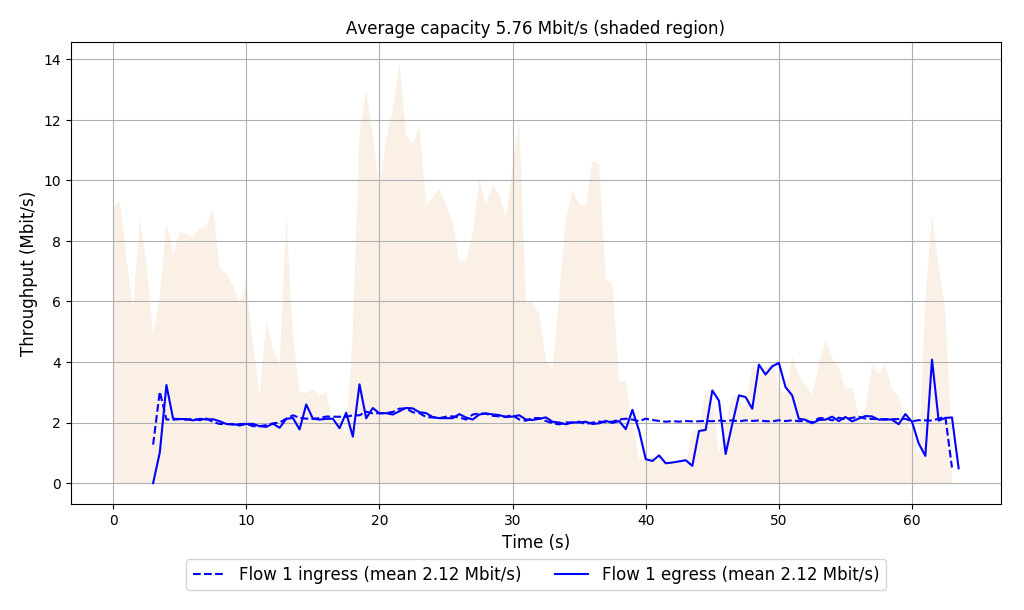 Average capacity 5.76 Mbit/s (shaded region)
14
12
10
8
6
4
2
0
Throughput (Mbit/s)
0 10 20 30 40 50 60
Time (s)
Flow 1 ingress (mean 2.12 Mbit/s) Flow 1 egress (mean 2.12 Mbit/s)